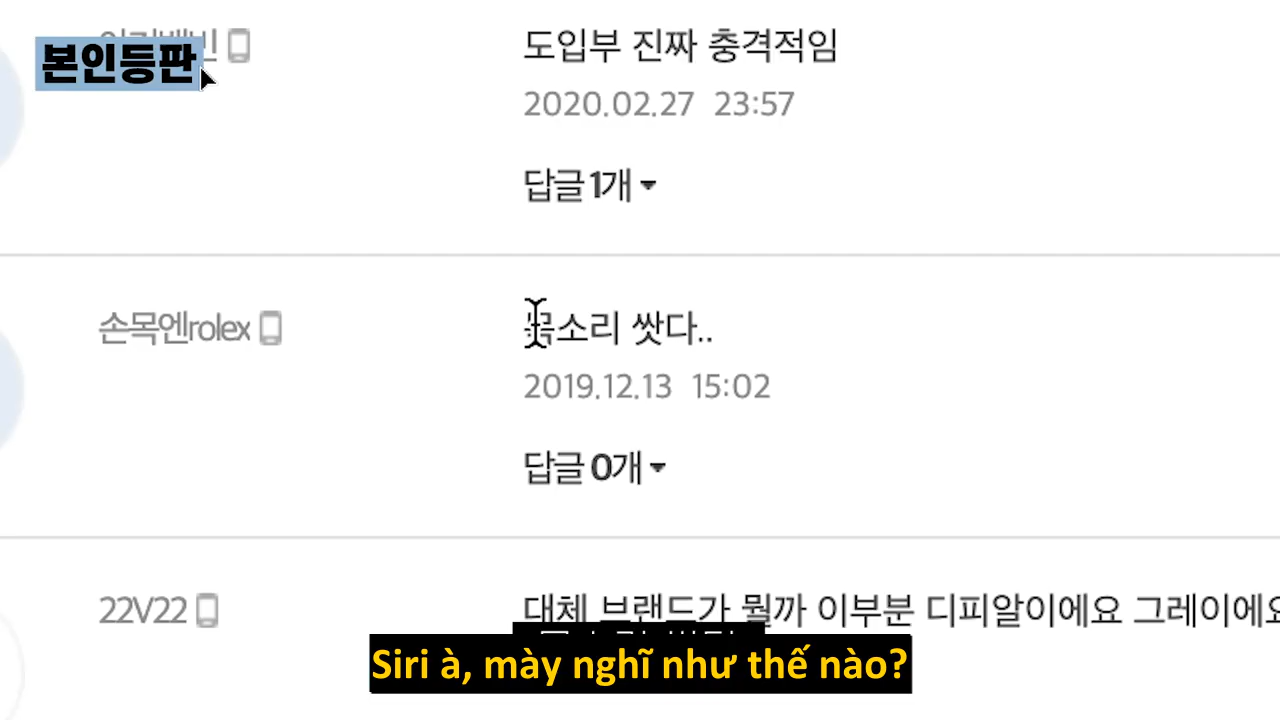 본인등판
도입부 진짜 충격적임
2020.02.27 23:57
답글 1개
손목엔rolex
목소리 쌋다..
2019.12.13 15:02
답글 0개
22V22
대체 브랜드가 뭘까 이부분 디피알이에요 그레이에요
Siri à, mày nghĩ như thế nào?